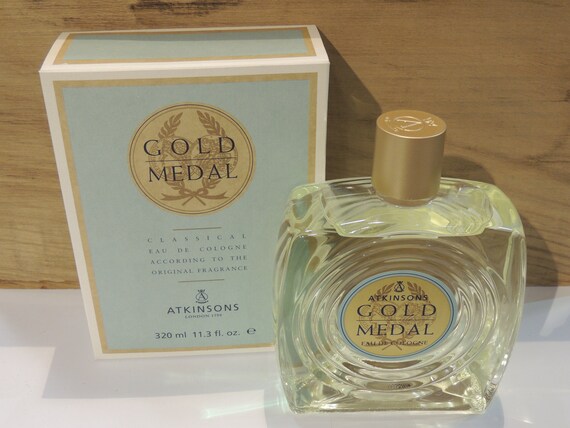 GOLD
MEDAL
CLASSICAL
EAU DE COLOGNE
ACCORDING TO THE
ORIGINAL FRAGRANCE
ATKINSONS
320 ml 11.3 fl. oz. ℮
ATKINSONS
GOLD
MEDAL
EAU DE COLOGNE